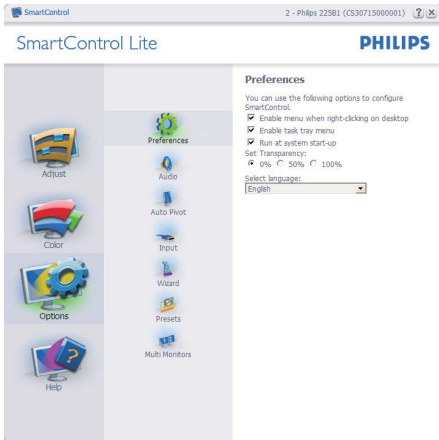 SmartControl
2 - Philips 225B1 (CS30715000001)
SmartControl Lite
PHILIPS
Adjust
Color
Options
Help
Preferences
Audio
Auto Pivot
Input
Wizard
Presets
Multi Monitors
Preferences
You can use the following options to configure
SmartControl.
Enable menu when right-clicking on desktop
Enable task tray menu
Run at system start-up
Set Transparency:
0% 50% 100%
Select language:
English